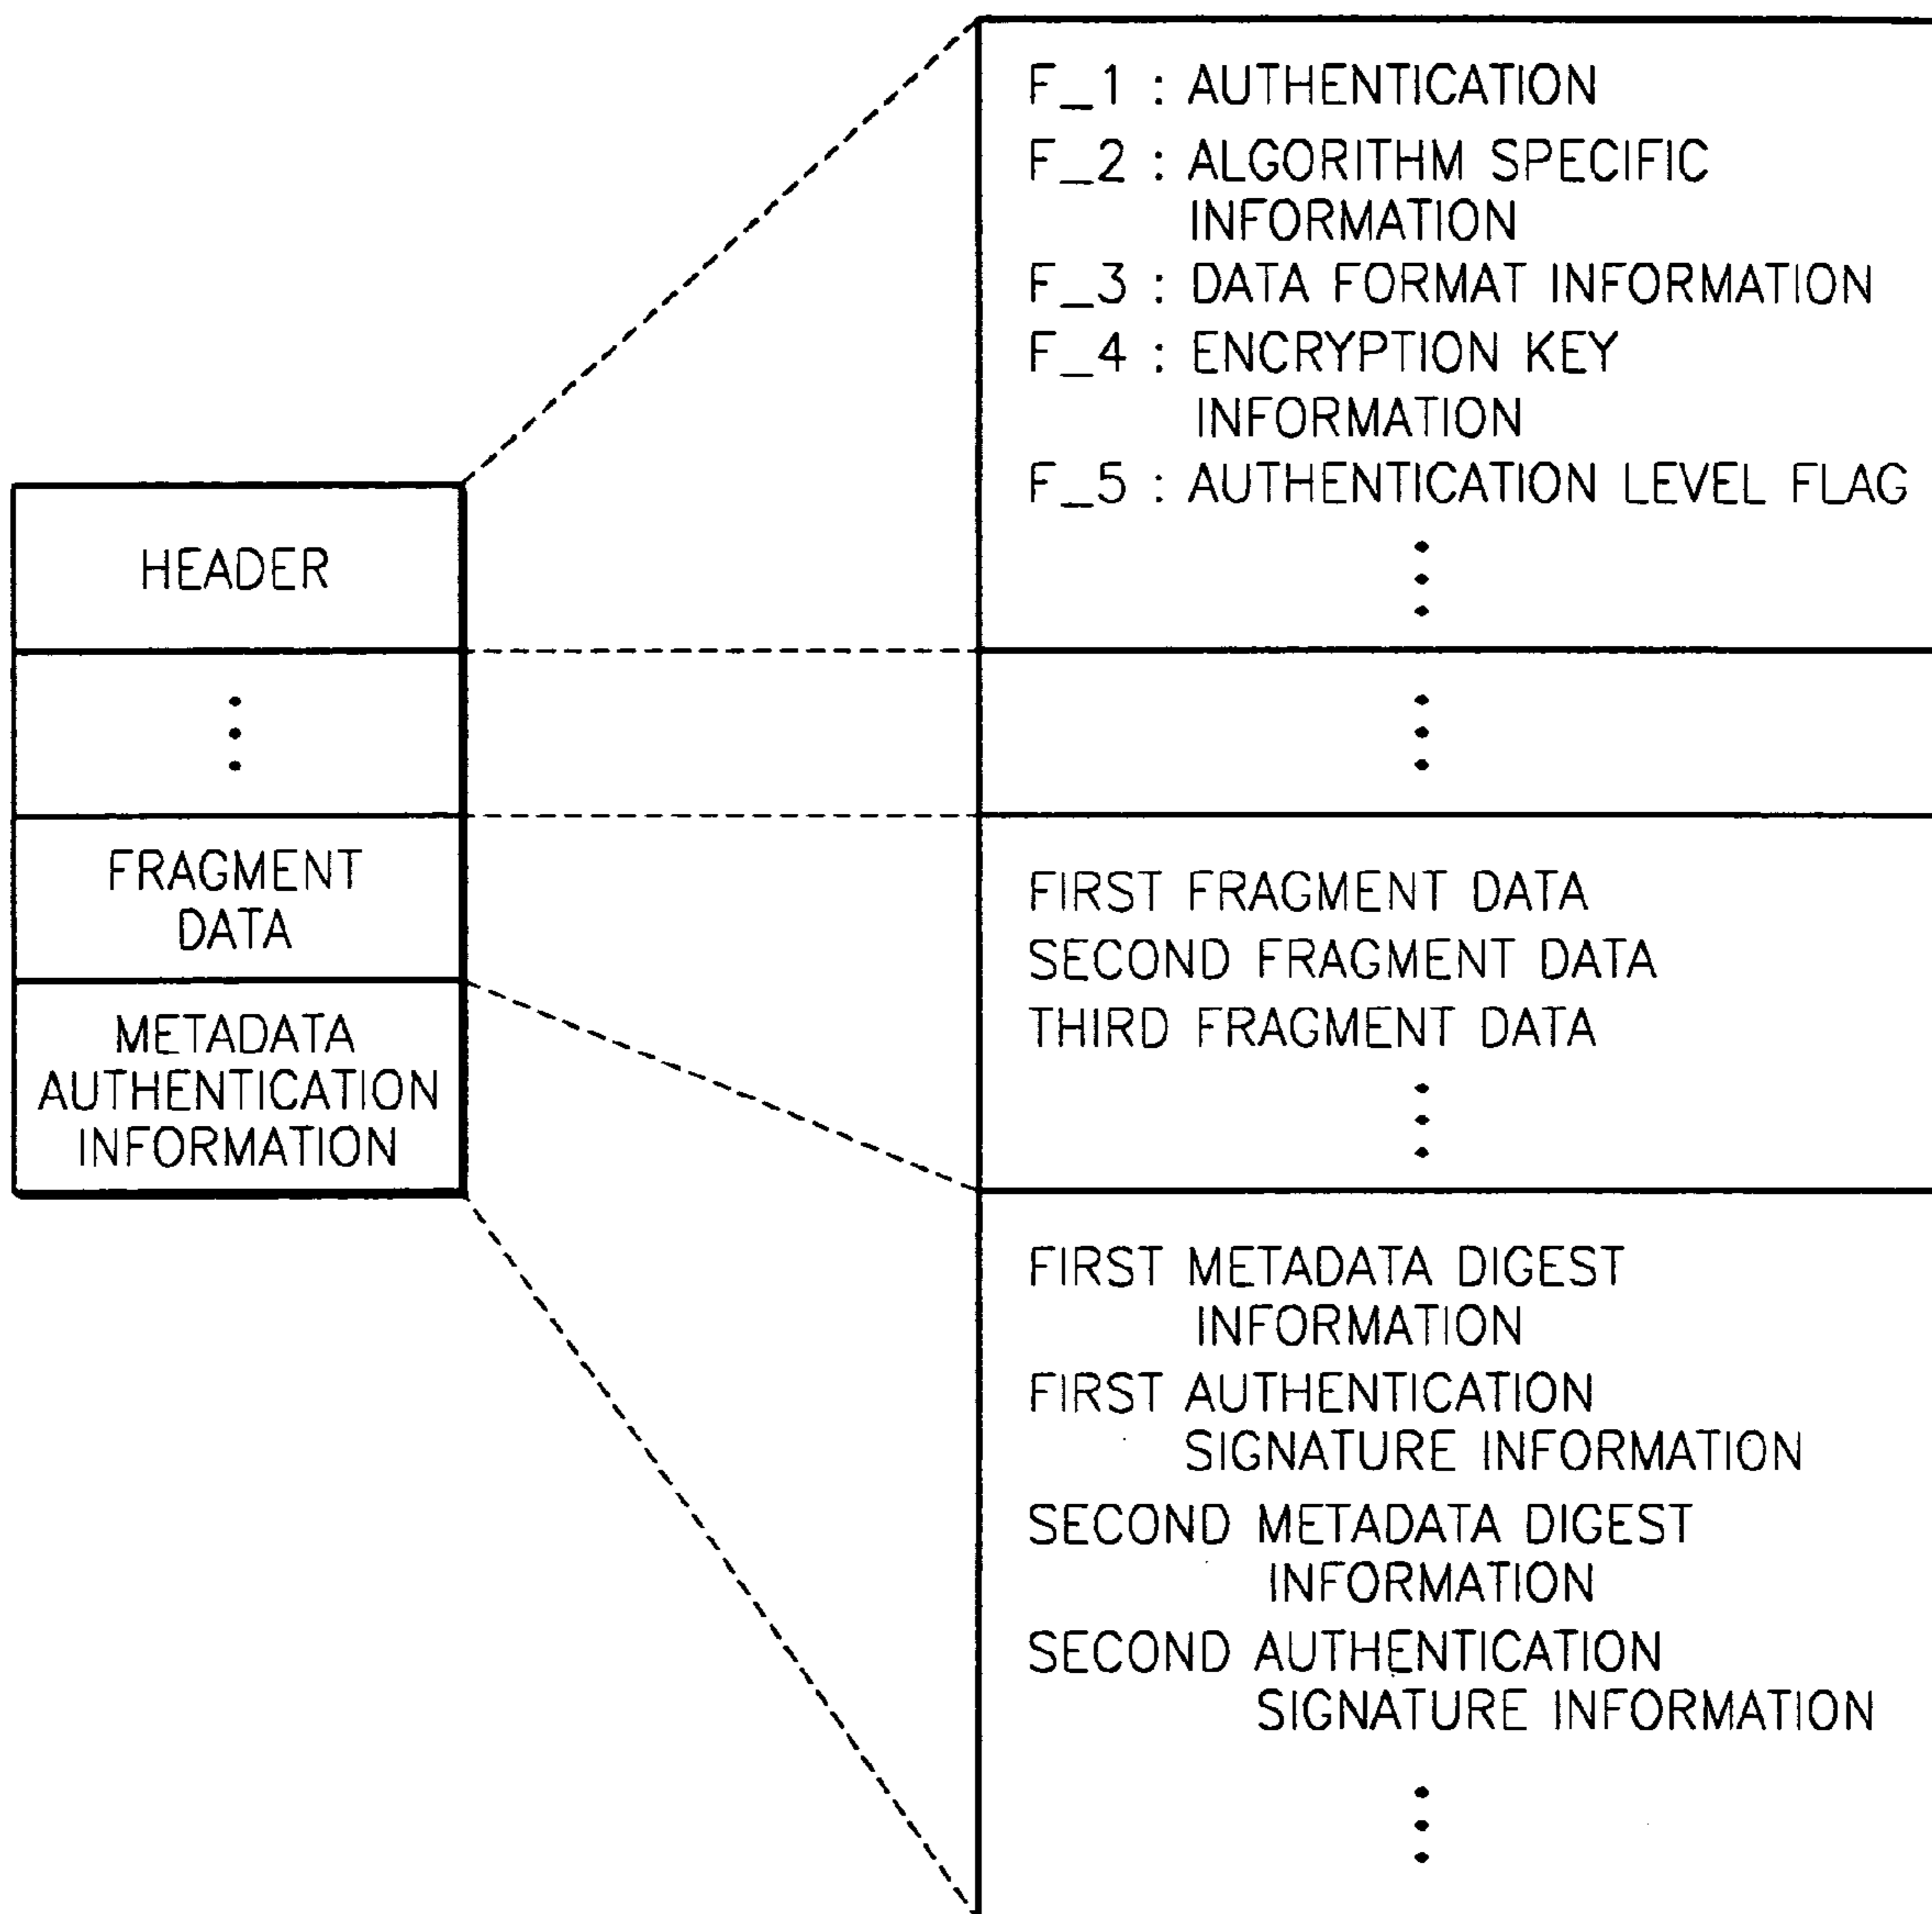 HEADER
FRAGMENT
DATA
METADATA
AUTHENTICATION
INFORMATION
F_1 : AUTHENTICATION
F_2 : ALGORITHM SPECIFIC
INFORMATION
F_3 : DATA FORMAT INFORMATION
F_4 : ENCRYPTION KEY
INFORMATION
F_5 : AUTHENTICATION LEVEL FLAG
FIRST FRAGMENT DATA
SECOND FRAGMENT DATA
THIRD FRAGMENT DATA
FIRST METADATA DIGEST
INFORMATION
FIRST AUTHENTICATION
SIGNATURE INFORMATION
SECOND METADATA DIGEST
INFORMATION
SECOND AUTHENTICATION
SIGNATURE INFORMATION